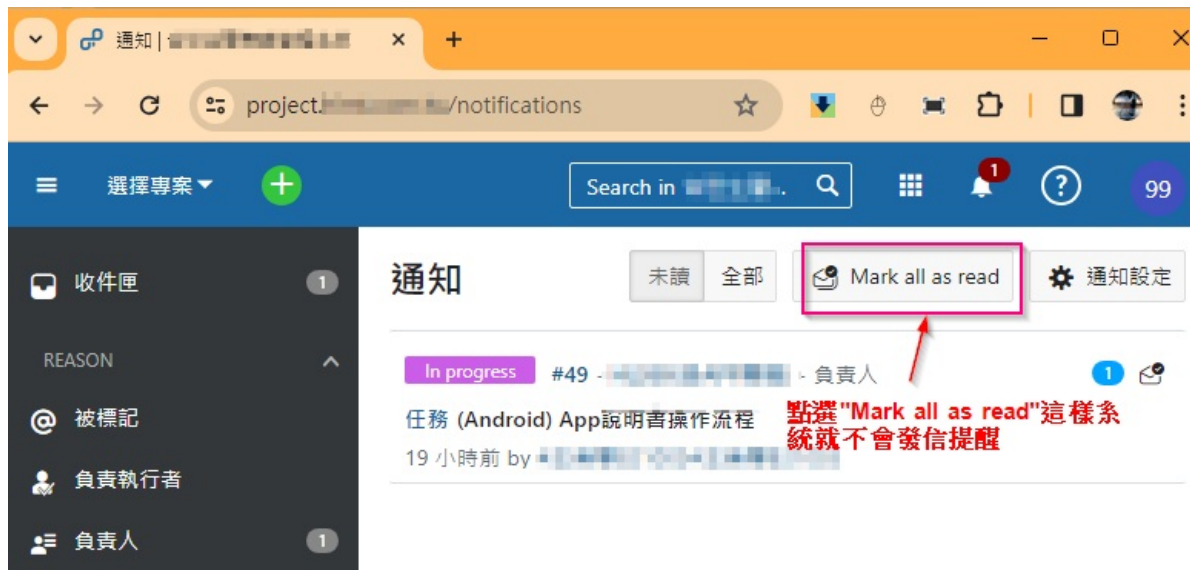 通知 |
project. /notifications
選擇專案
Search in .
1
99
收件匣 1
REASON
被標記
負責執行者
負責人 1
通知
未讀 全部 Mark all as read 通知設定
In progress #49 - - 負責人 1
任務 (Android) App說明書操作流程
19 小時前 by
點選"Mark all as read"這樣系
統就不會發信提醒